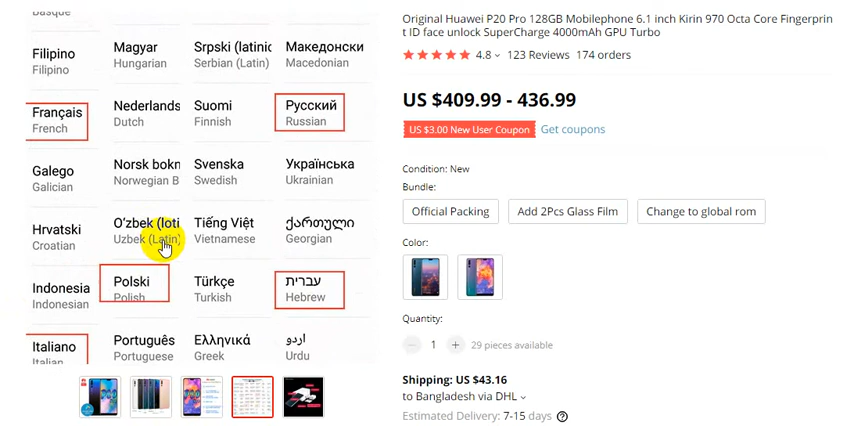 Basque
Filipino
Filipino
Magyar
Hungarian
Srpski (latinic
Serbian (Latin)
Македонски
Macedonian
Français
French
Nederlands
Dutch
Suomi
Finnish
Русский
Russian
Galego
Galician
Norsk bokn
Norwegian B
Svenska
Swedish
Українська
Ukrainian
Hrvatski
Croatian
O‘zbek (loti
Uzbek (Latin)
Tiếng Việt
Vietnamese
ქართული
Georgian
Indonesia
Indonesian
Polski
Polish
Türkçe
Turkish
עברית
Hebrew
Italiano
Italian
Português
Portuguese
Ελληνικά
Greek
اردو
Urdu
Original Huawei P20 Pro 128GB Mobilephone 6.1 inch Kirin 970 Octa Core Fingerprin
t ID face unlock SuperCharge 4000mAh GPU Turbo
4.8 123 Reviews 174 orders
US $409.99 - 436.99
US $3.00 New User Coupon Get coupons
Condition: New
Bundle:
Official Packing Add 2Pcs Glass Film Change to global rom
Color:
Quantity:
1 29 pieces available
Shipping: US $43.16
to Bangladesh via DHL
Estimated Delivery: 7-15 days